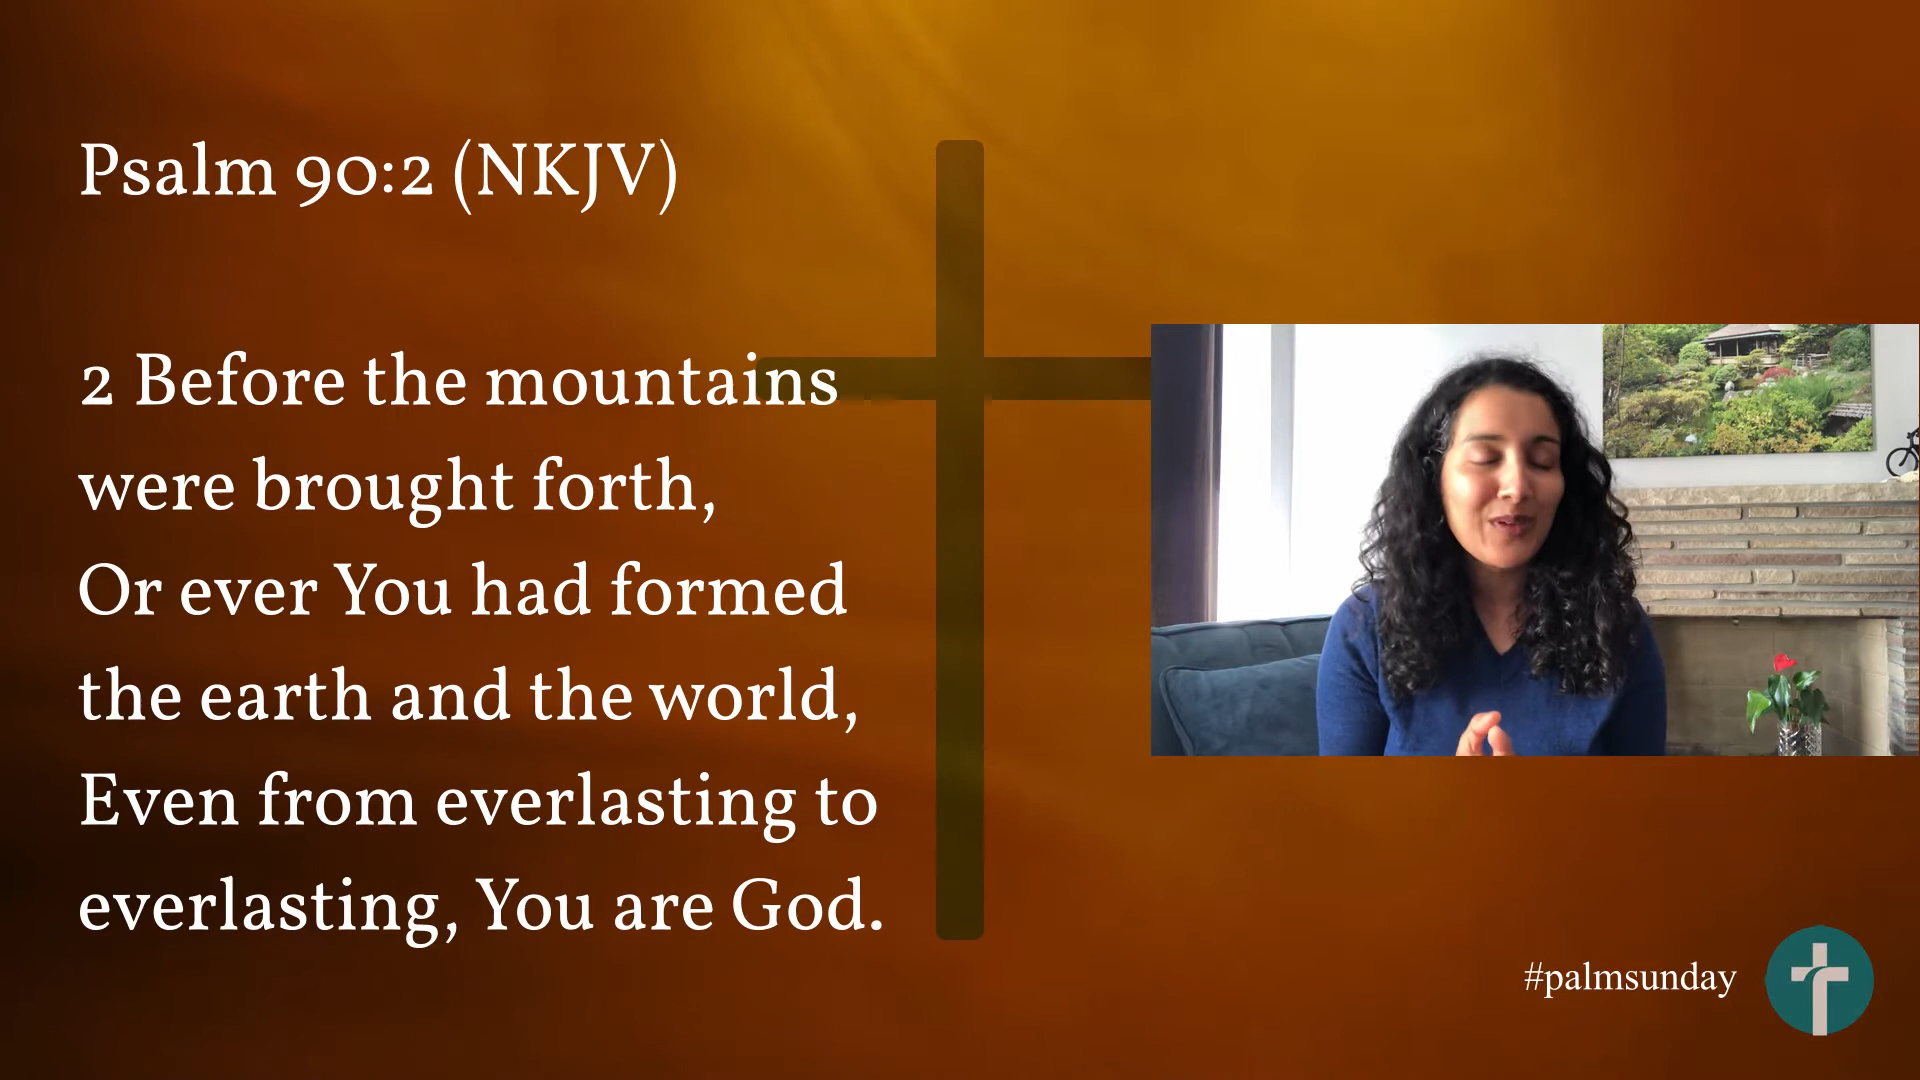 Psalm 90:2 (NKJV)
2 Before the mountains
were brought forth,
Or ever You had formed
the earth and the world,
Even from everlasting to
everlasting, You are God.
#palmsunday